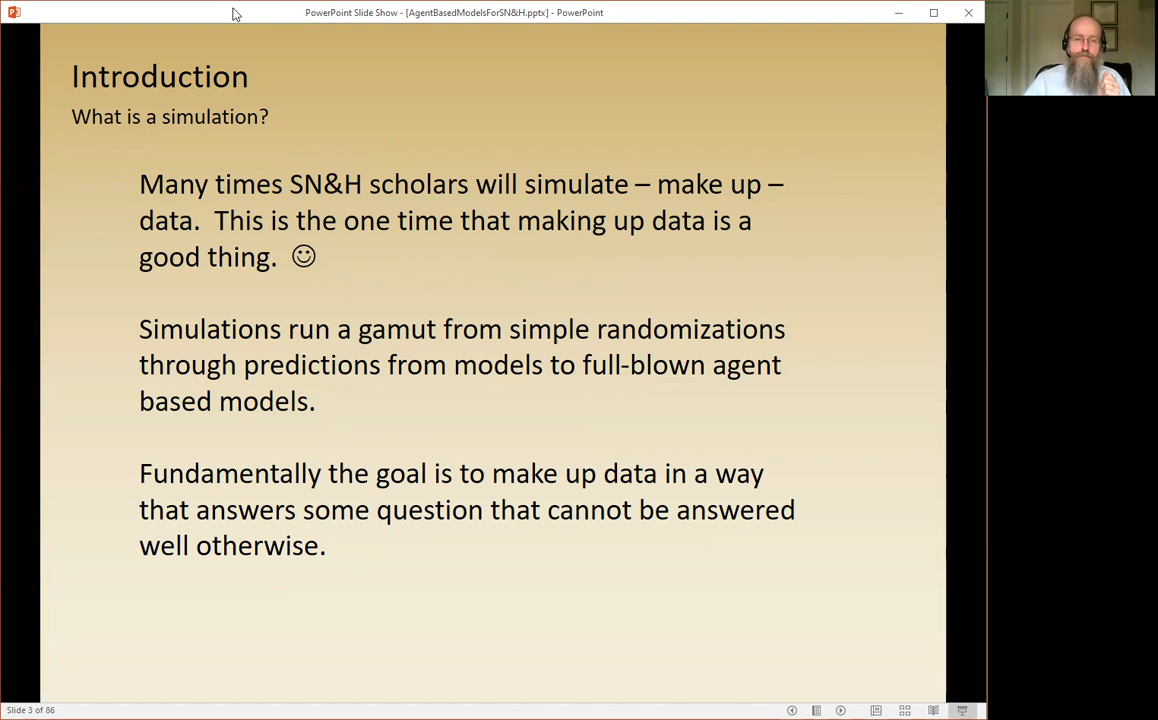 PowerPoint Slide Show - [AgentBasedModelsForSN&H.pptx] - PowerPoint
Introduction
What is a simulation?
Many times SN&H scholars will simulate – make up –
data.  This is the one time that making up data is a
good thing.  ☺
Simulations run a gamut from simple randomizations
through predictions from models to full-blown agent
based models.
Fundamentally the goal is to make up data in a way
that answers some question that cannot be answered
well otherwise.
Slide 3 of 86